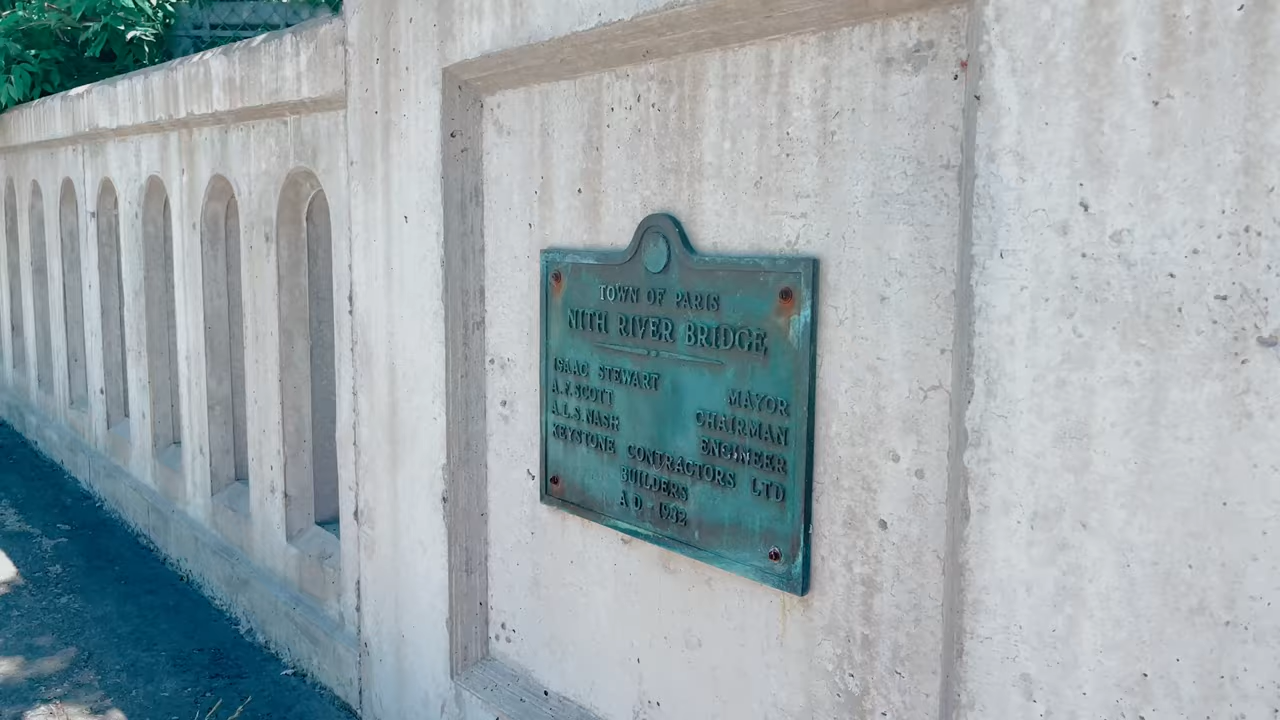 TOWN OF PARIS
NITH RIVER BRIDGE
ISAAC STEWART MAYOR
A.F.SCOTT CHAIRMAN
A.L.S.NASH ENGINEER
KEYSTONE CONTRACTORS LTD
BUILDERS
A D - 1932